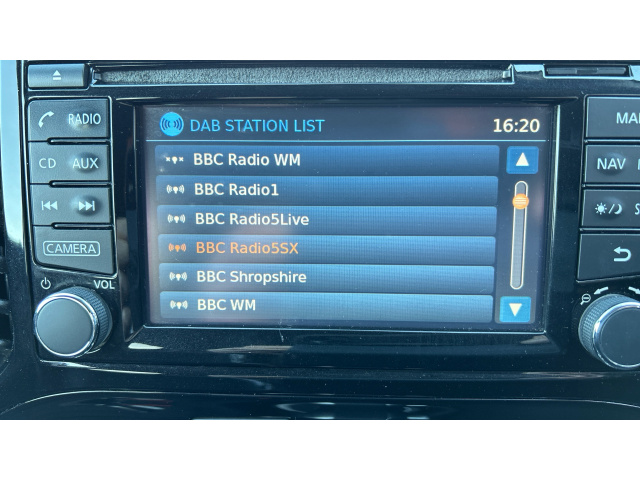 DAB STATION LIST 16:20
RADIO
BBC Radio WM
CD AUX
BBC Radio1
NAV
BBC Radio5Live
BBC Radio5SX
CAMERA
BBC Shropshire
VOL
BBC WM